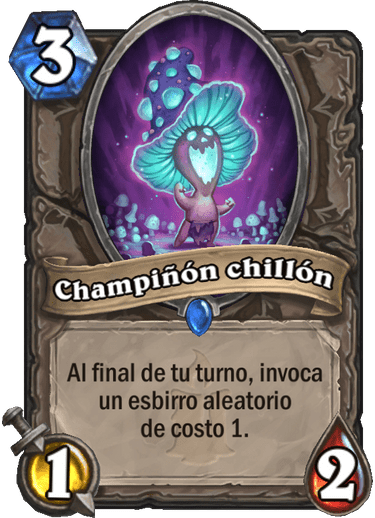 3
Champiñón chillón
Al final de tu turno, invoca
un esbirro aleatorio
de costo 1.
1
2